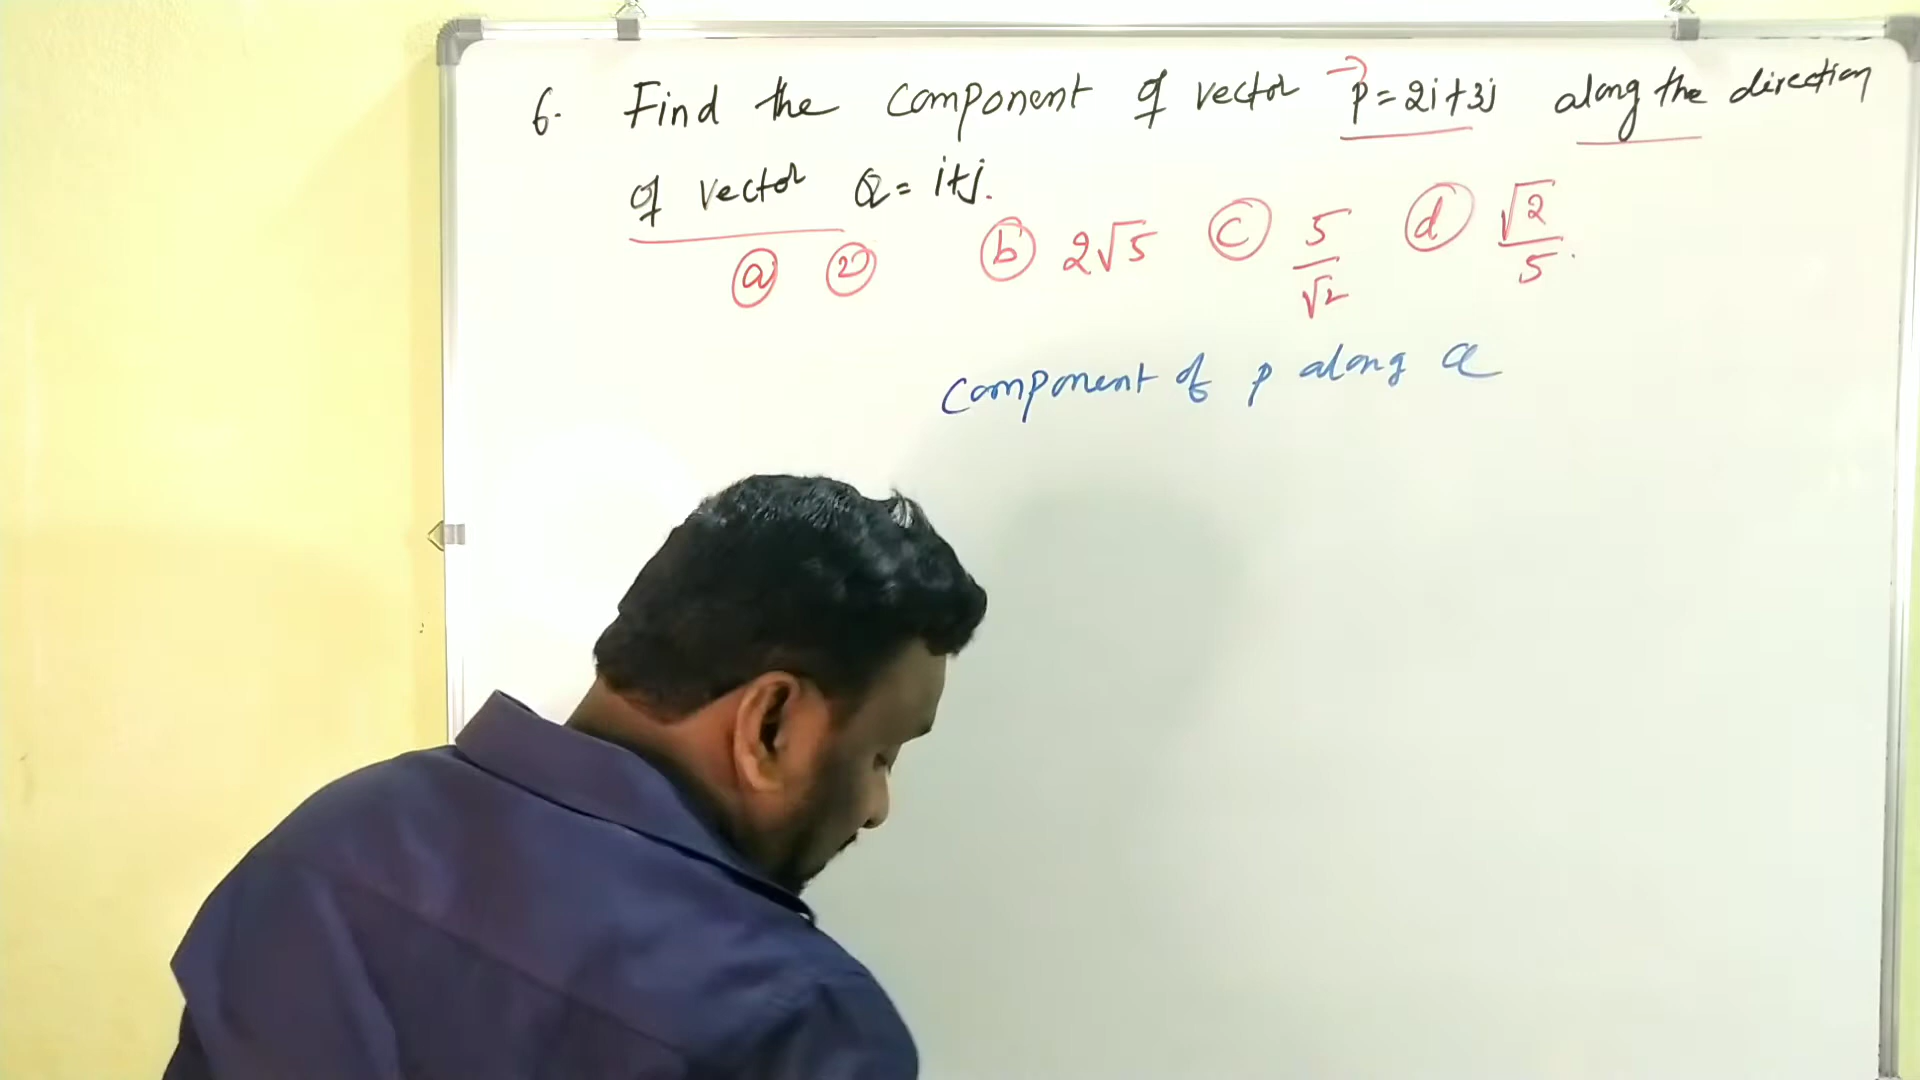 6. Find the component of vector p⃗ = 2i+3j along the direction
of vector Q = i+j.
ⓐ ② ⓑ 2√5 ⓒ 5/√2 ⓓ √2/5.
component of p along Q